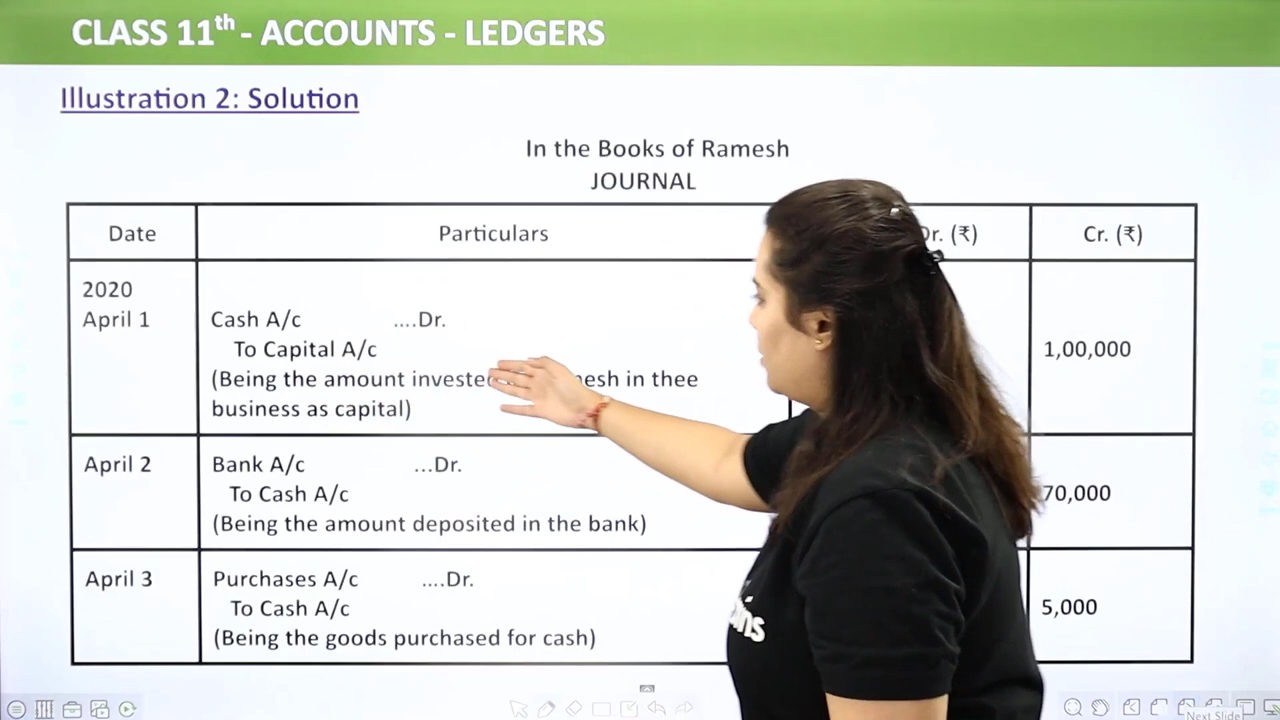 CLASS 11th - ACCOUNTS - LEDGERS
Illustration 2: Solution
In the Books of Ramesh
JOURNAL
Date Particulars Dr. (₹) Cr. (₹)
2020
April 1 Cash A/c ....Dr.
To Capital A/c 1,00,000
(Being the amount in thee
business as capital)
April 2 Bank A/c ...Dr.
To Cash A/c 70,000
(Being the amount deposited in the bank)
April 3 Purchases A/c ....Dr.
To Cash A/c 5,000
(Being the goods purchased for cash)
Next Slide